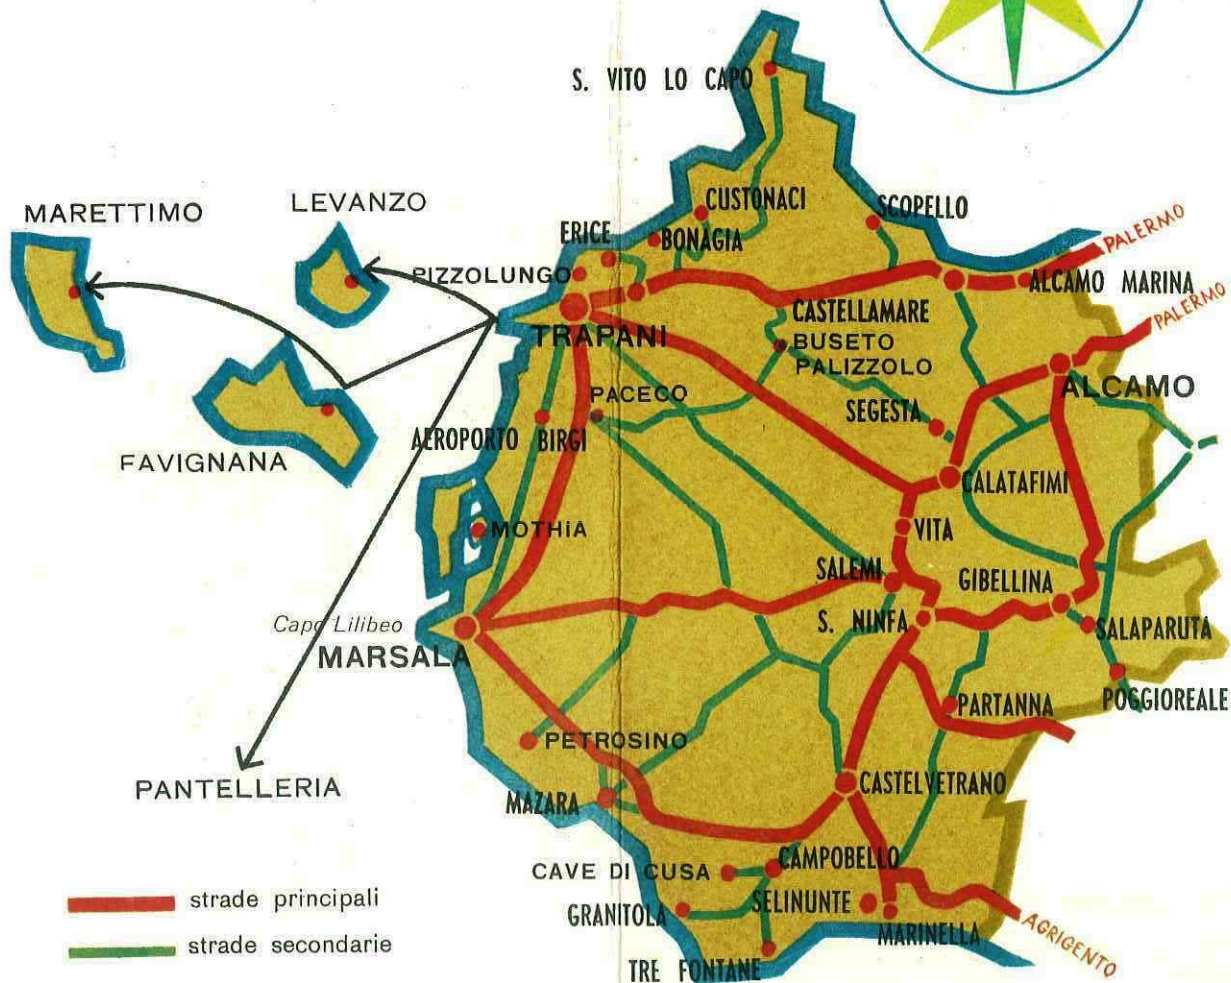 S. VITO LO CAPO
MARETTIMO
LEVANZO
CUSTONACI
SCOPELLO
ERICE
BONAGIA
PALERMO
PIZZOLUNGO
ALCAMO MARINA
CASTELLAMARE
PALERMO
TRAPANI
BUSETO
PALIZZOLO
ALCAMO
PACECO
SEGESTA
AEROPORTO BIRGI
FAVIGNANA
CALATAFIMI
MOTHiA
VITA
SALEMI
GIBELLINA
Capo Lilibeo
S. NINFA
SALAPARUTA
MARSALA
POGGIOREALE
PARTANNA
PETROSINO
PANTELLERIA
CASTELVETRANO
MAZARA
CAMPOBELLO
CAVE DI CUSA
strade principali
SELINUNTE
GRANITOLA
MARINELLA
strade secondarie
AGRIGENTO
TRE FONTANE